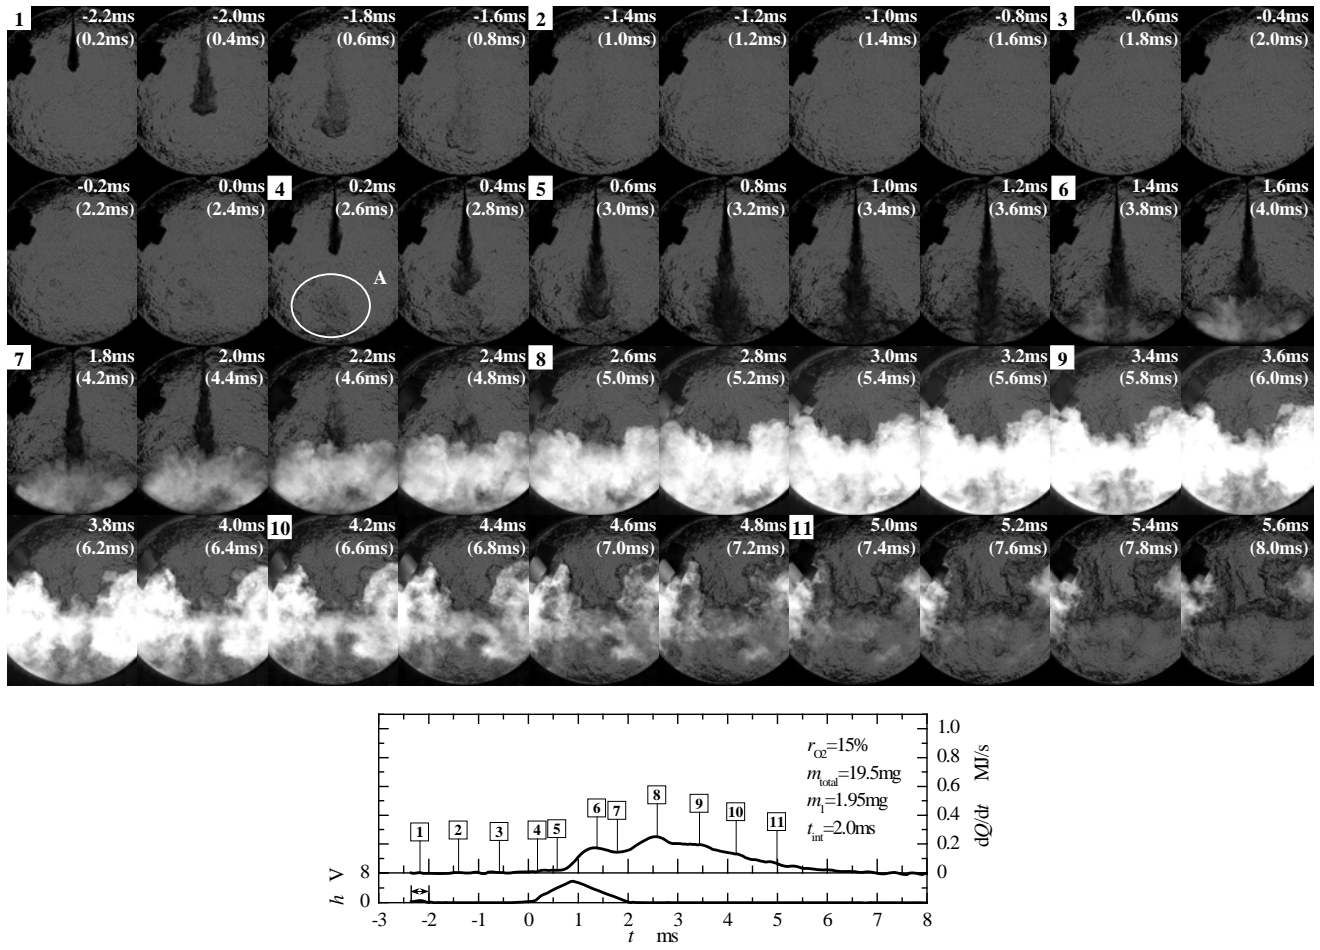 1 -2.2ms -2.0ms -1.8ms -1.6ms 2 -1.4ms -1.2ms -1.0ms -0.8ms 3 -0.6ms -0.4ms
(0.2ms) (0.4ms) (0.6ms) (0.8ms) (1.0ms) (1.2ms) (1.4ms) (1.6ms) (1.8ms) (2.0ms)
-0.2ms 0.0ms 4 0.2ms 0.4ms 5 0.6ms 0.8ms 1.0ms 1.2ms 6 1.4ms 1.6ms
(2.2ms) (2.4ms) (2.6ms) (2.8ms) (3.0ms) (3.2ms) (3.4ms) (3.6ms) (3.8ms) (4.0ms)
A
7 1.8ms 2.0ms 2.2ms 2.4ms 8 2.6ms 2.8ms 3.0ms 3.2ms 9 3.4ms 3.6ms
(4.2ms) (4.4ms) (4.6ms) (4.8ms) (5.0ms) (5.2ms) (5.4ms) (5.6ms) (5.8ms) (6.0ms)
3.8ms 4.0ms 10 4.2ms 4.4ms 4.6ms 4.8ms 11 5.0ms 5.2ms 5.4ms 5.6ms
(6.2ms) (6.4ms) (6.6ms) (6.8ms) (7.0ms) (7.2ms) (7.4ms) (7.6ms) (7.8ms) (8.0ms)
1.0
0.8
0.6
0.4
0.2
0
dQ/dt MJ/s
rO2=15%
mtotal=19.5mg
m1=1.95mg
tint=2.0ms
1 2 3 4 5 6 7 8 9 10 11
8
0
h V
-3 -2 -1 0 1 2 3 4 5 6 7 8
t ms